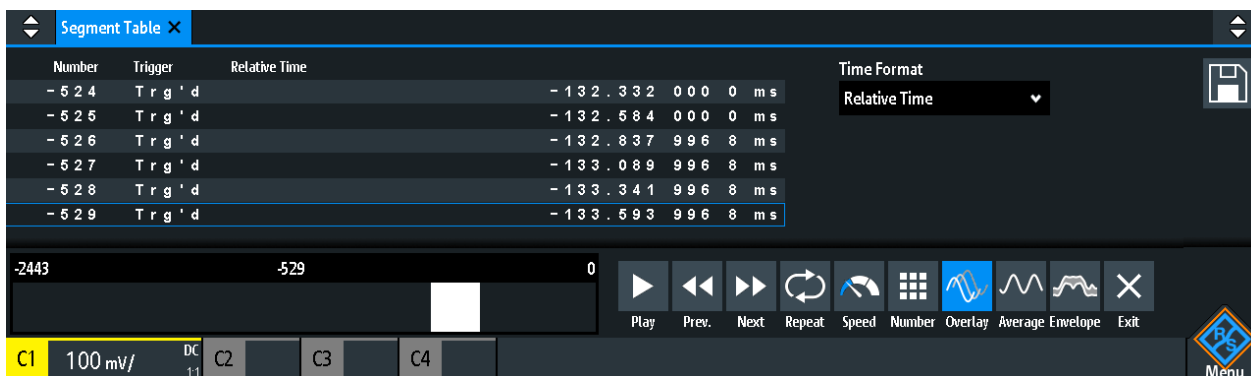 Segment Table ×
Number Trigger Relative Time
-524 Trg'd -132.332 000 0 ms
-525 Trg'd -132.584 000 0 ms
-526 Trg'd -132.837 996 8 ms
-527 Trg'd -133.089 996 8 ms
-528 Trg'd -133.341 996 8 ms
-529 Trg'd -133.593 996 8 ms
Time Format
Relative Time
-2443 -529 0
Play Prev. Next Repeat Speed Number Overlay Average Envelope Exit
C1 100 mV/ DC 1:1 C2 C3 C4
R&S
Menu